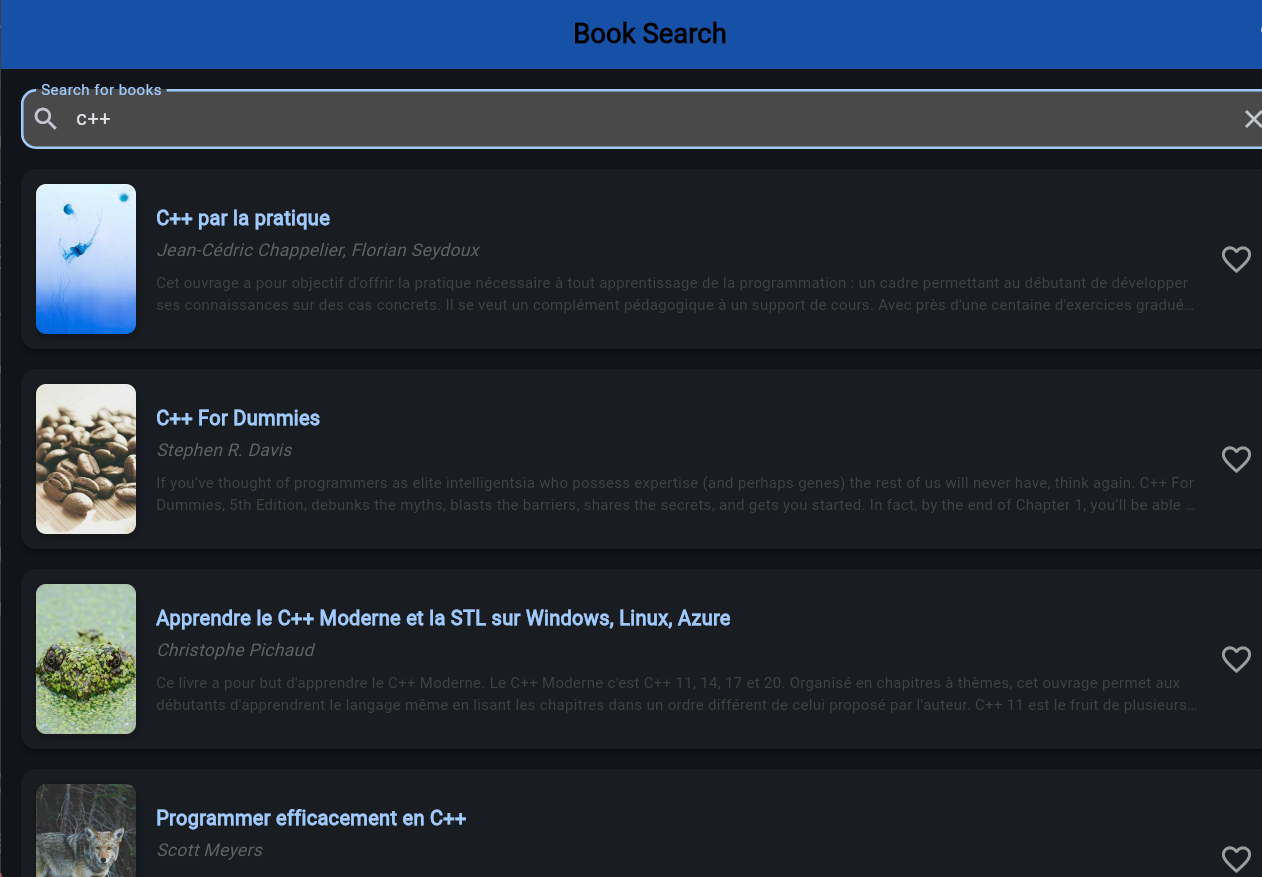 Book Search
Search for books
c++
C++ par la pratique
Jean-Cédric Chappelier, Florian Seydoux
Cet ouvrage a pour objectif d'offrir la pratique nécessaire à tout apprentissage de la programmation : un cadre permettant au débutant de développer
ses connaissances sur des cas concrets. Il se veut un complément pédagogique à un support de cours. Avec près d'une centaine d'exercices gradué…
C++ For Dummies
Stephen R. Davis
If you've thought of programmers as elite intelligentsia who possess expertise (and perhaps genes) the rest of us will never have, think again. C++ For
Dummies, 5th Edition, debunks the myths, blasts the barriers, shares the secrets, and gets you started. In fact, by the end of Chapter 1, you'll be able …
Apprendre le C++ Moderne et la STL sur Windows, Linux, Azure
Christophe Pichaud
Ce livre a pour but d'apprendre le C++ Moderne. Le C++ Moderne c'est C++ 11, 14, 17 et 20. Organisé en chapitres à thèmes, cet ouvrage permet aux
débutants d'apprendrent le langage même en lisant les chapitres dans un ordre différent de celui proposé par l'auteur. C++ 11 est le fruit de plusieurs…
Programmer efficacement en C++
Scott Meyers